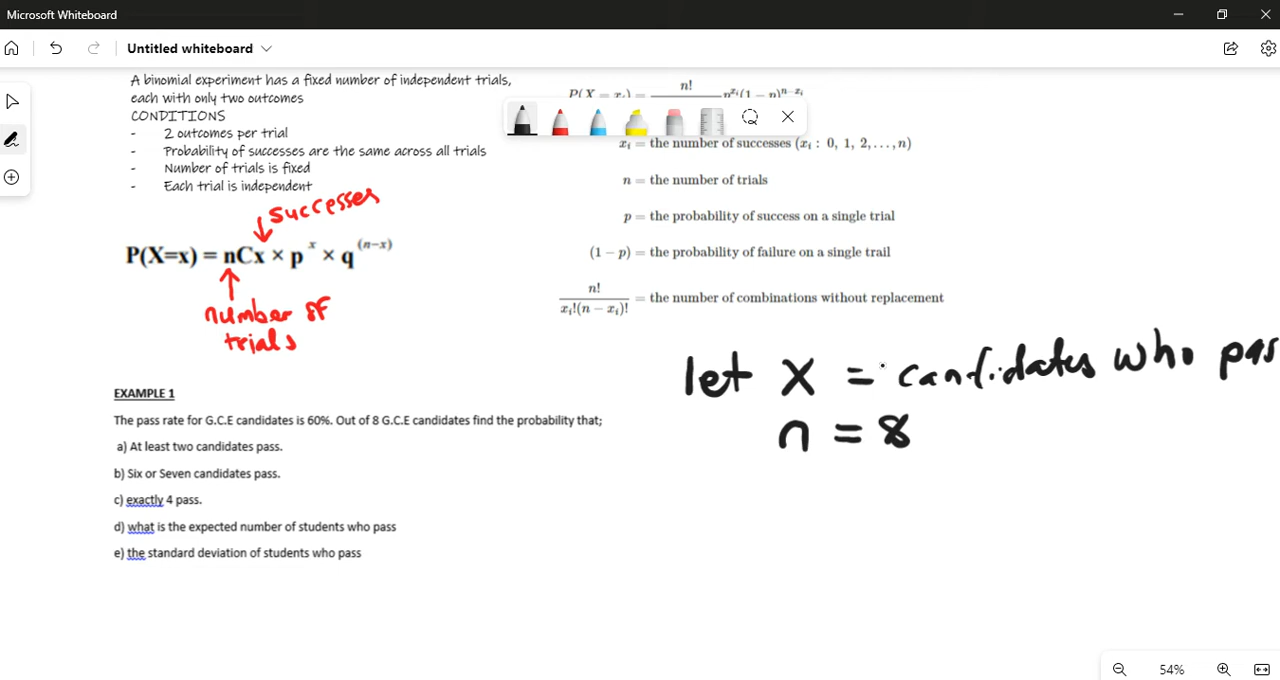 Microsoft Whiteboard
Untitled whiteboard
A binomial experiment has a fixed number of independent trials,
each with only two outcomes
CONDITIONS
- 2 outcomes per trial
- Probability of successes are the same across all trials
- Number of trials is fixed
- Each trial is independent
successes
P(X=x) = nCx × p^x × q^(n-x)
number of
trials
n!
xᵢ = the number of successes (xᵢ : 0, 1, 2, . . . , n)
n = the number of trials
p = the probability of success on a single trial
(1 − p) = the probability of failure on a single trail
n!/xᵢ!(n − xᵢ)! = the number of combinations without replacement
let X = candidates who pas
n = 8
EXAMPLE 1
The pass rate for G.C.E candidates is 60%. Out of 8 G.C.E candidates find the probability that;
a) At least two candidates pass.
b) Six or Seven candidates pass.
c) exactly 4 pass.
d) what is the expected number of students who pass
e) the standard deviation of students who pass
54%